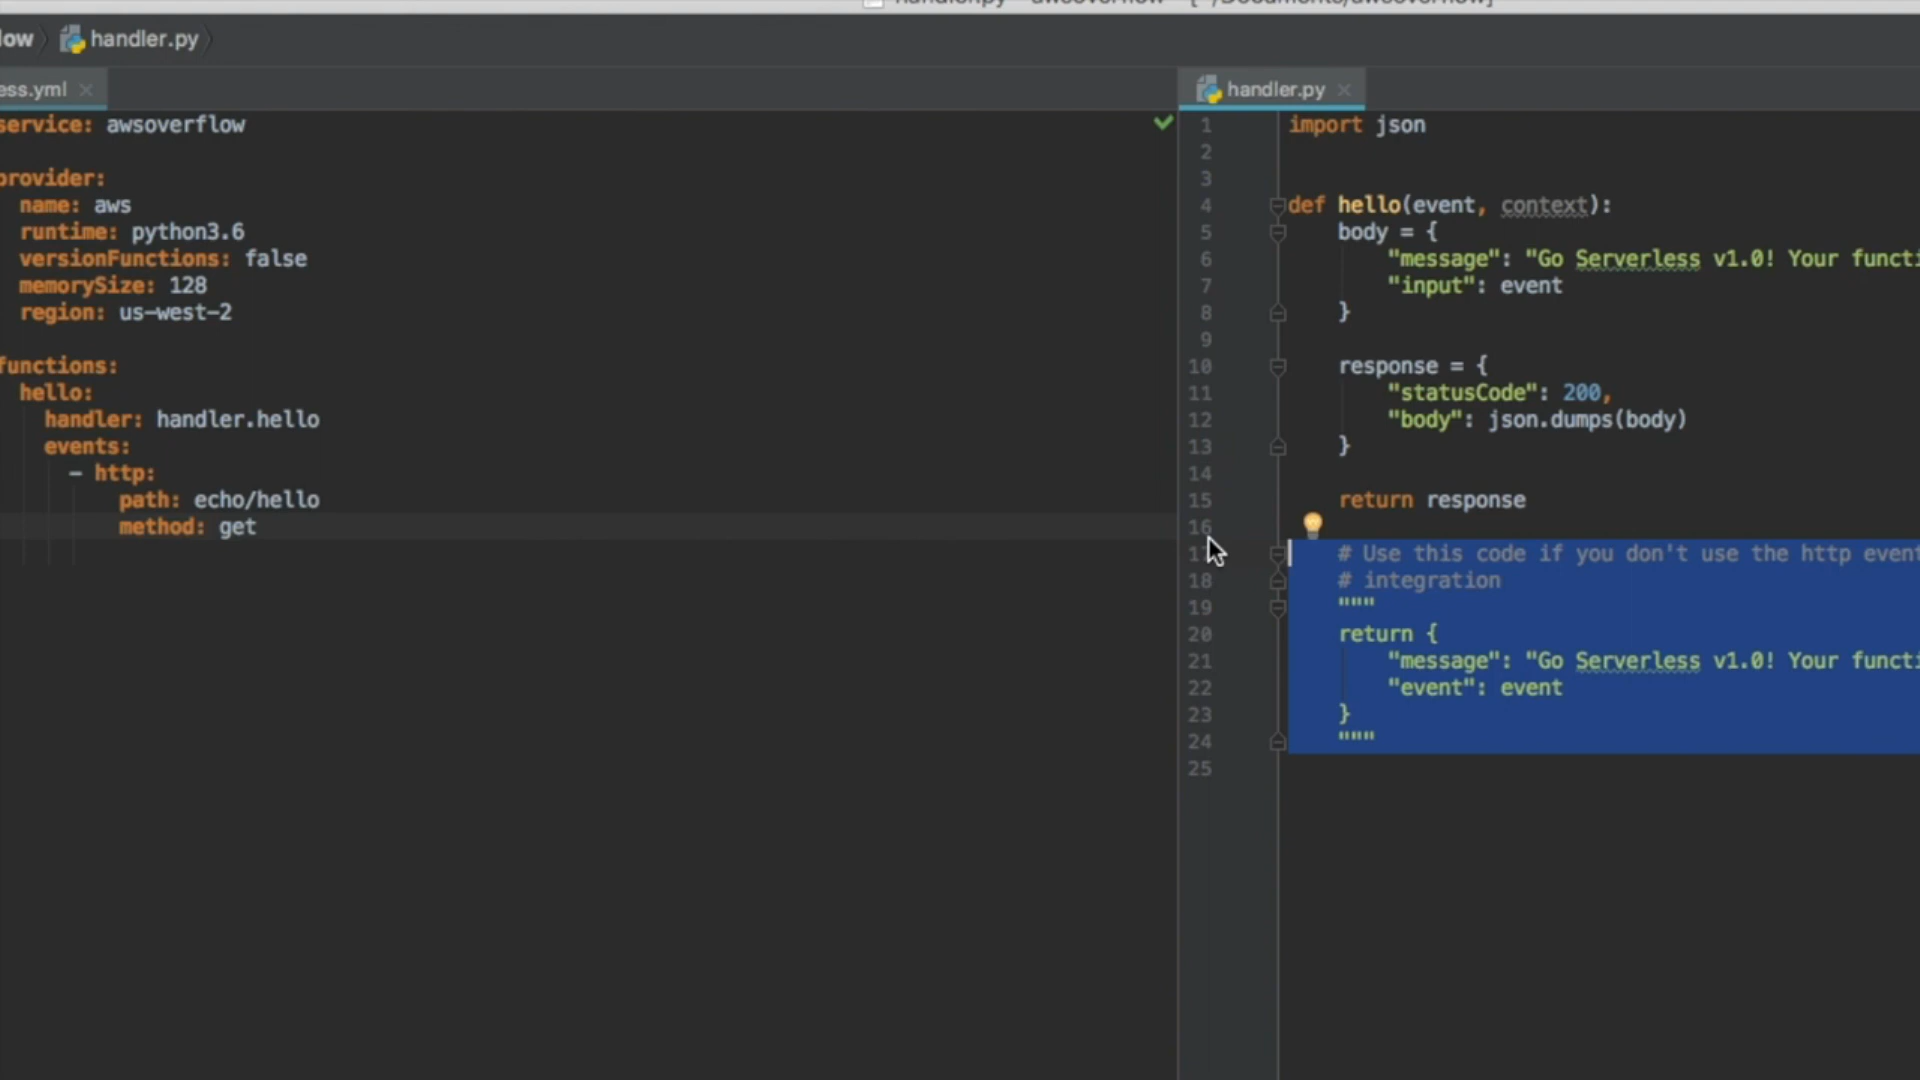 handler.py
ess.yml
handler.py
service: awsoverflow
provider:
name: aws
runtime: python3.6
versionFunctions: false
memorySize: 128
region: us-west-2
functions:
hello:
handler: handler.hello
events:
- http:
path: echo/hello
method: get
1 import json
2
3
4 def hello(event, context):
5 body = {
6 "message": "Go Serverless v1.0! Your functi
7 "input": event
8 }
9
10 response = {
11 "statusCode": 200,
12 "body": json.dumps(body)
13 }
14
15 return response
16
17 # Use this code if you don't use the http event
18 # integration
19 """
20 return {
21 "message": "Go Serverless v1.0! Your functi
22 "event": event
23 }
24 """
25